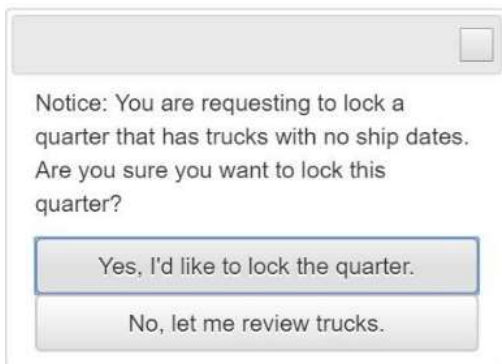 Notice: You are requesting to lock a
quarter that has trucks with no ship dates.
Are you sure you want to lock this
quarter?
Yes, I'd like to lock the quarter.
No, let me review trucks.